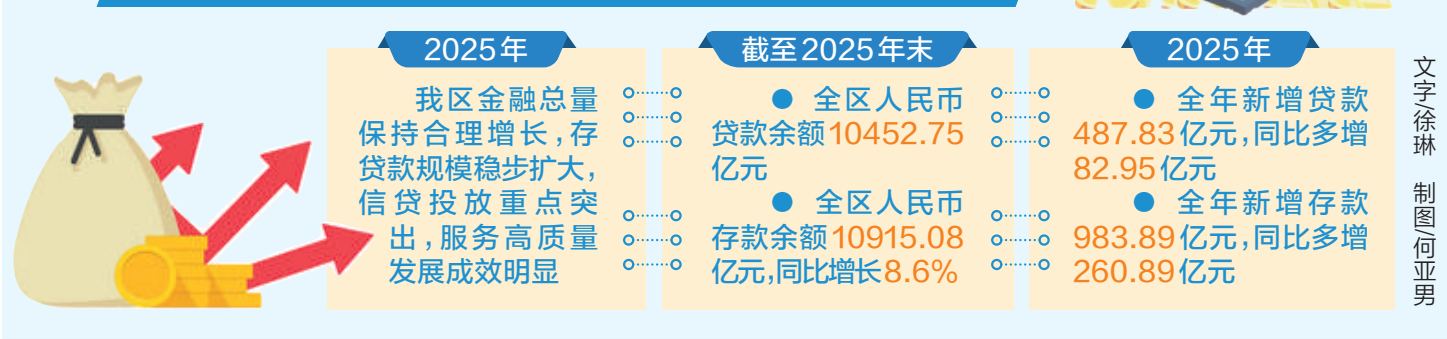 2025年
我区金融总量
保持合理增长,存
贷款规模稳步扩大,
信贷投放重点突
出,服务高质量
发展成效明显
截至2025年末
● 全区人民币
贷款余额10452.75
亿元
● 全区人民币
存款余额10915.08
亿元,同比增长8.6%
2025年
● 全年新增贷款
487.83亿元,同比多增
82.95亿元
● 全年新增存款
983.89亿元,同比多增
260.89亿元
文字/徐琳 制图/何亚男